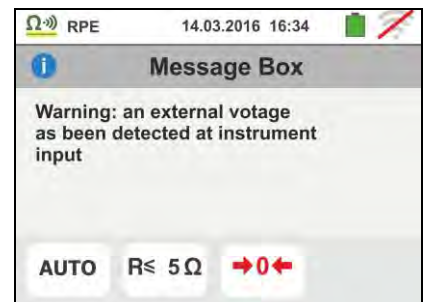 Ω RPE 14.03.2016 16:34
i Message Box
Warning: an external votage
as been detected at instrument
input
AUTO R≤ 5 Ω →0←